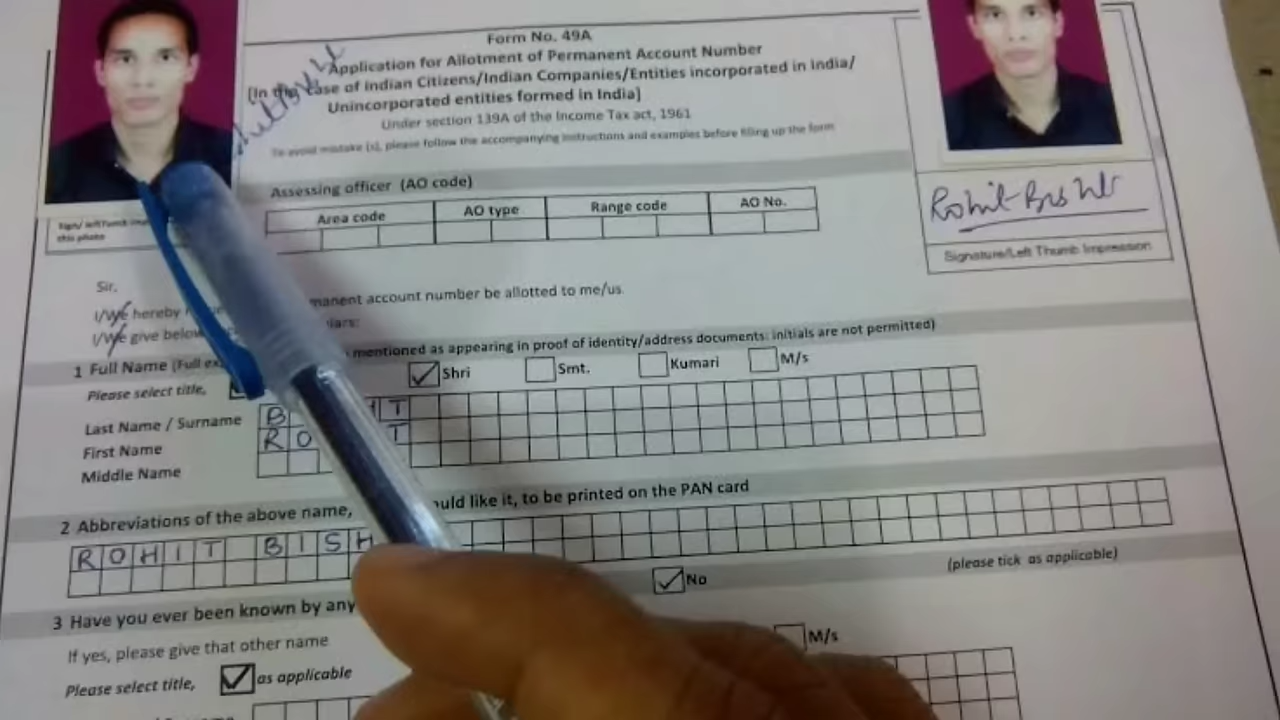 Form No. 49A
Application for Allotment of Permanent Account Number
[In the case of Indian Citizens/Indian Companies/Entities incorporated in India/
Unincorporated entities formed in India]
Under section 139A of the Income Tax act, 1961
To avoid mistake (s), please follow the accompanying instructions and examples before filling up the form
Assessing officer (AO code)
Area code AO type Range code AO No.
this photo
Signature/Left Thumb Impression
Sir,
I/We hereby manent account number be allotted to me/us.
I/We give below
1 Full Name (Full mentioned as appearing in proof of identity/address documents: initials are not permitted)
Please select title, Shri Smt. Kumari M/s
Last Name / Surname B H T
First Name R O T
Middle Name
2 Abbreviations of the above name, ould like it, to be printed on the PAN card
ROHIT BISH
3 Have you ever been known by any No (please tick as applicable)
If yes, please give that other name
Please select title, as applicable M/s